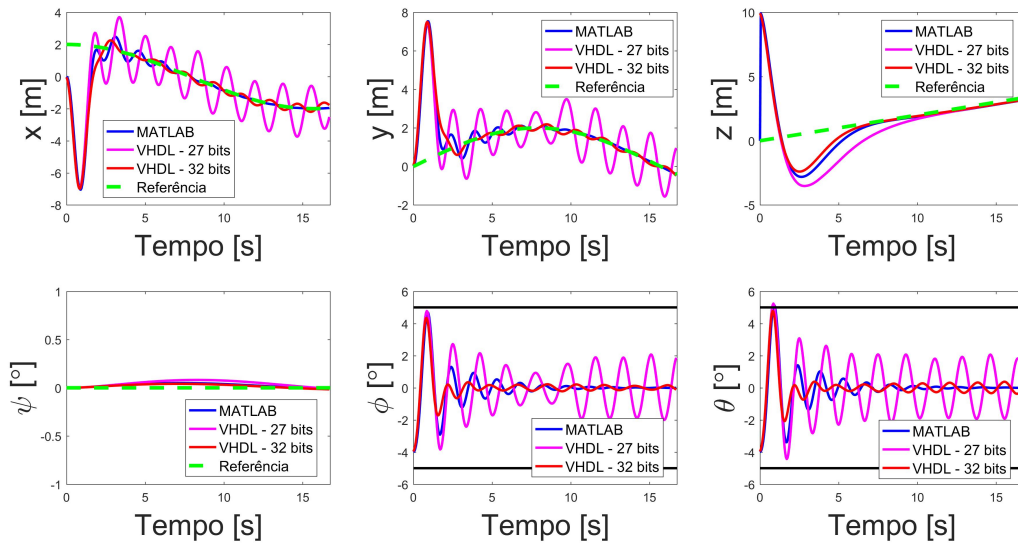 x [m]
4
2
0
-2
-4
-6
-8
0 5 10 15
MATLAB
VHDL - 27 bits
VHDL - 32 bits
Referência
Tempo [s]
y [m]
8
6
4
2
0
-2
0 5 10 15
MATLAB
VHDL - 27 bits
VHDL - 32 bits
Referência
Tempo [s]
z [m]
10
5
0
-5
0 5 10 15
MATLAB
VHDL - 27 bits
VHDL - 32 bits
Referência
Tempo [s]
ψ [°]
1
0.5
0
-0.5
-1
0 5 10 15
MATLAB
VHDL - 27 bits
VHDL - 32 bits
Referência
Tempo [s]
ϕ [°]
6
4
2
0
-2
-4
-6
0 5 10 15
MATLAB
VHDL - 27 bits
VHDL - 32 bits
Tempo [s]
θ [°]
6
4
2
0
-2
-4
-6
0 5 10 15
MATLAB
VHDL - 27 bits
VHDL - 32 bits
Tempo [s]